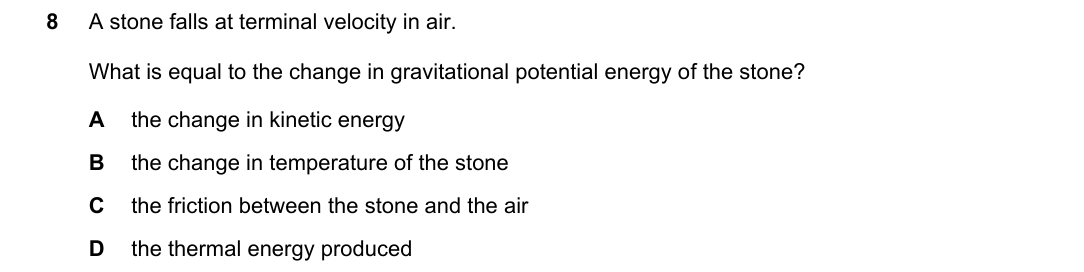 8 A stone falls at terminal velocity in air.
What is equal to the change in gravitational potential energy of the stone?
A the change in kinetic energy
B the change in temperature of the stone
C the friction between the stone and the air
D the thermal energy produced